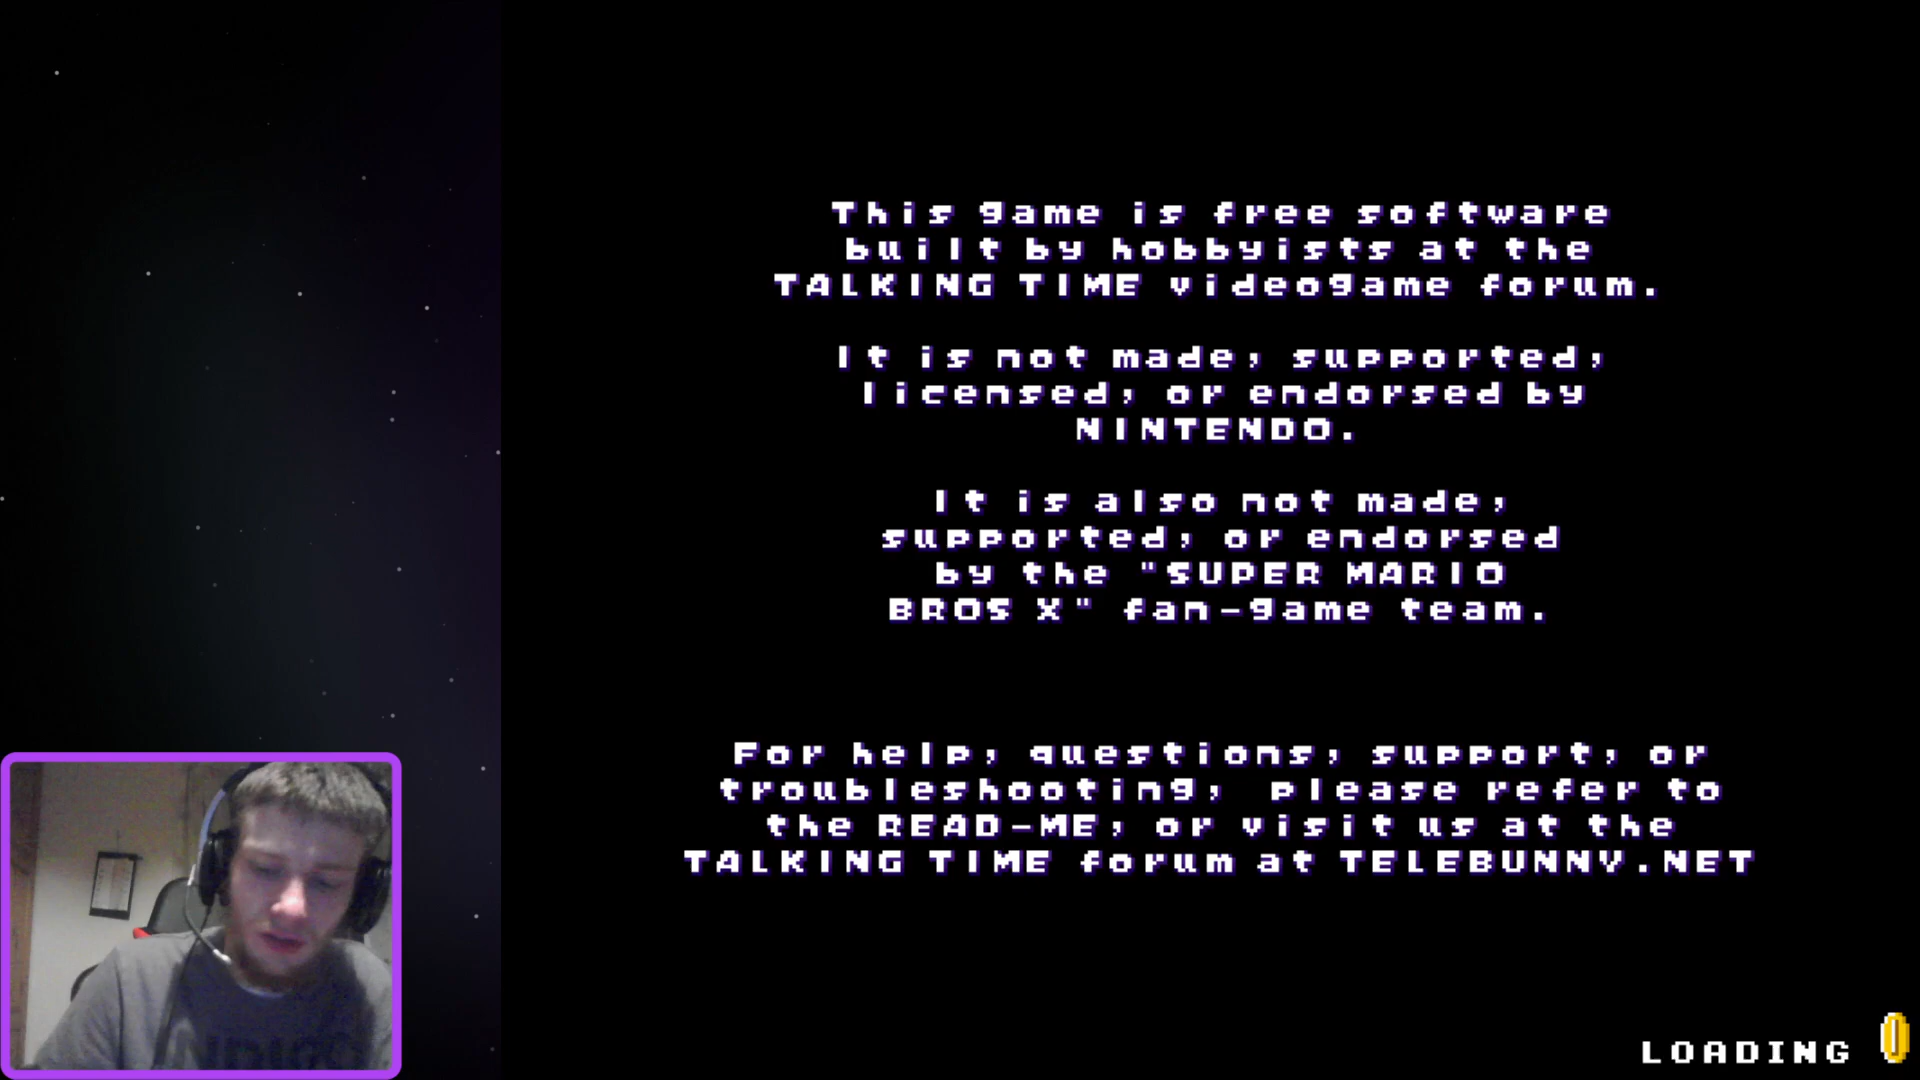 This game is free software
built by hobbyists at the
TALKING TIME videogame forum.
It is not made, supported,
licensed, or endorsed by
NINTENDO.
It is also not made,
supported, or endorsed
by the "SUPER MARIO
BROS X" fan-game team.
For help, questions, support, or
troubleshooting, please refer to
the READ-ME, or visit us at the
TALKING TIME forum at TELEBUNNY.NET
LOADING